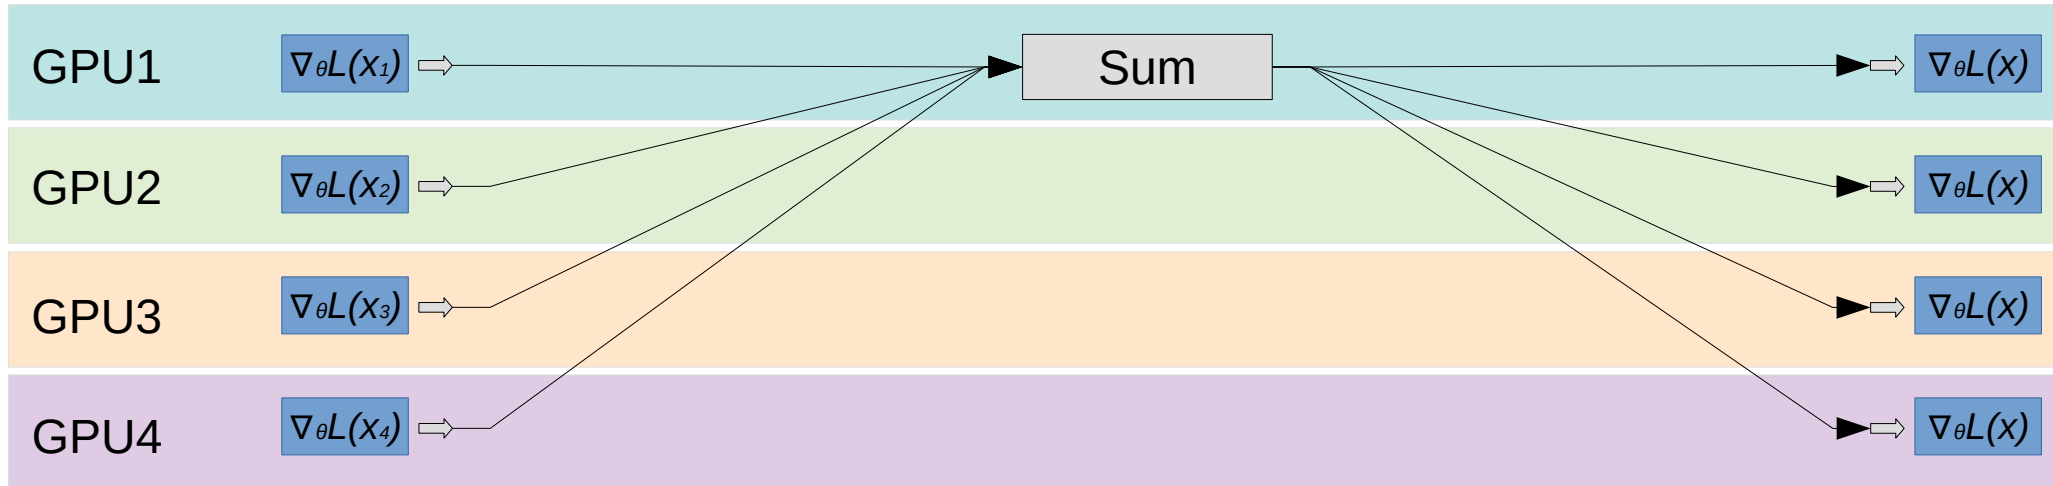 GPU1 ∇θL(x1) Sum ∇θL(x)
GPU2 ∇θL(x2) ∇θL(x)
GPU3 ∇θL(x3) ∇θL(x)
GPU4 ∇θL(x4) ∇θL(x)